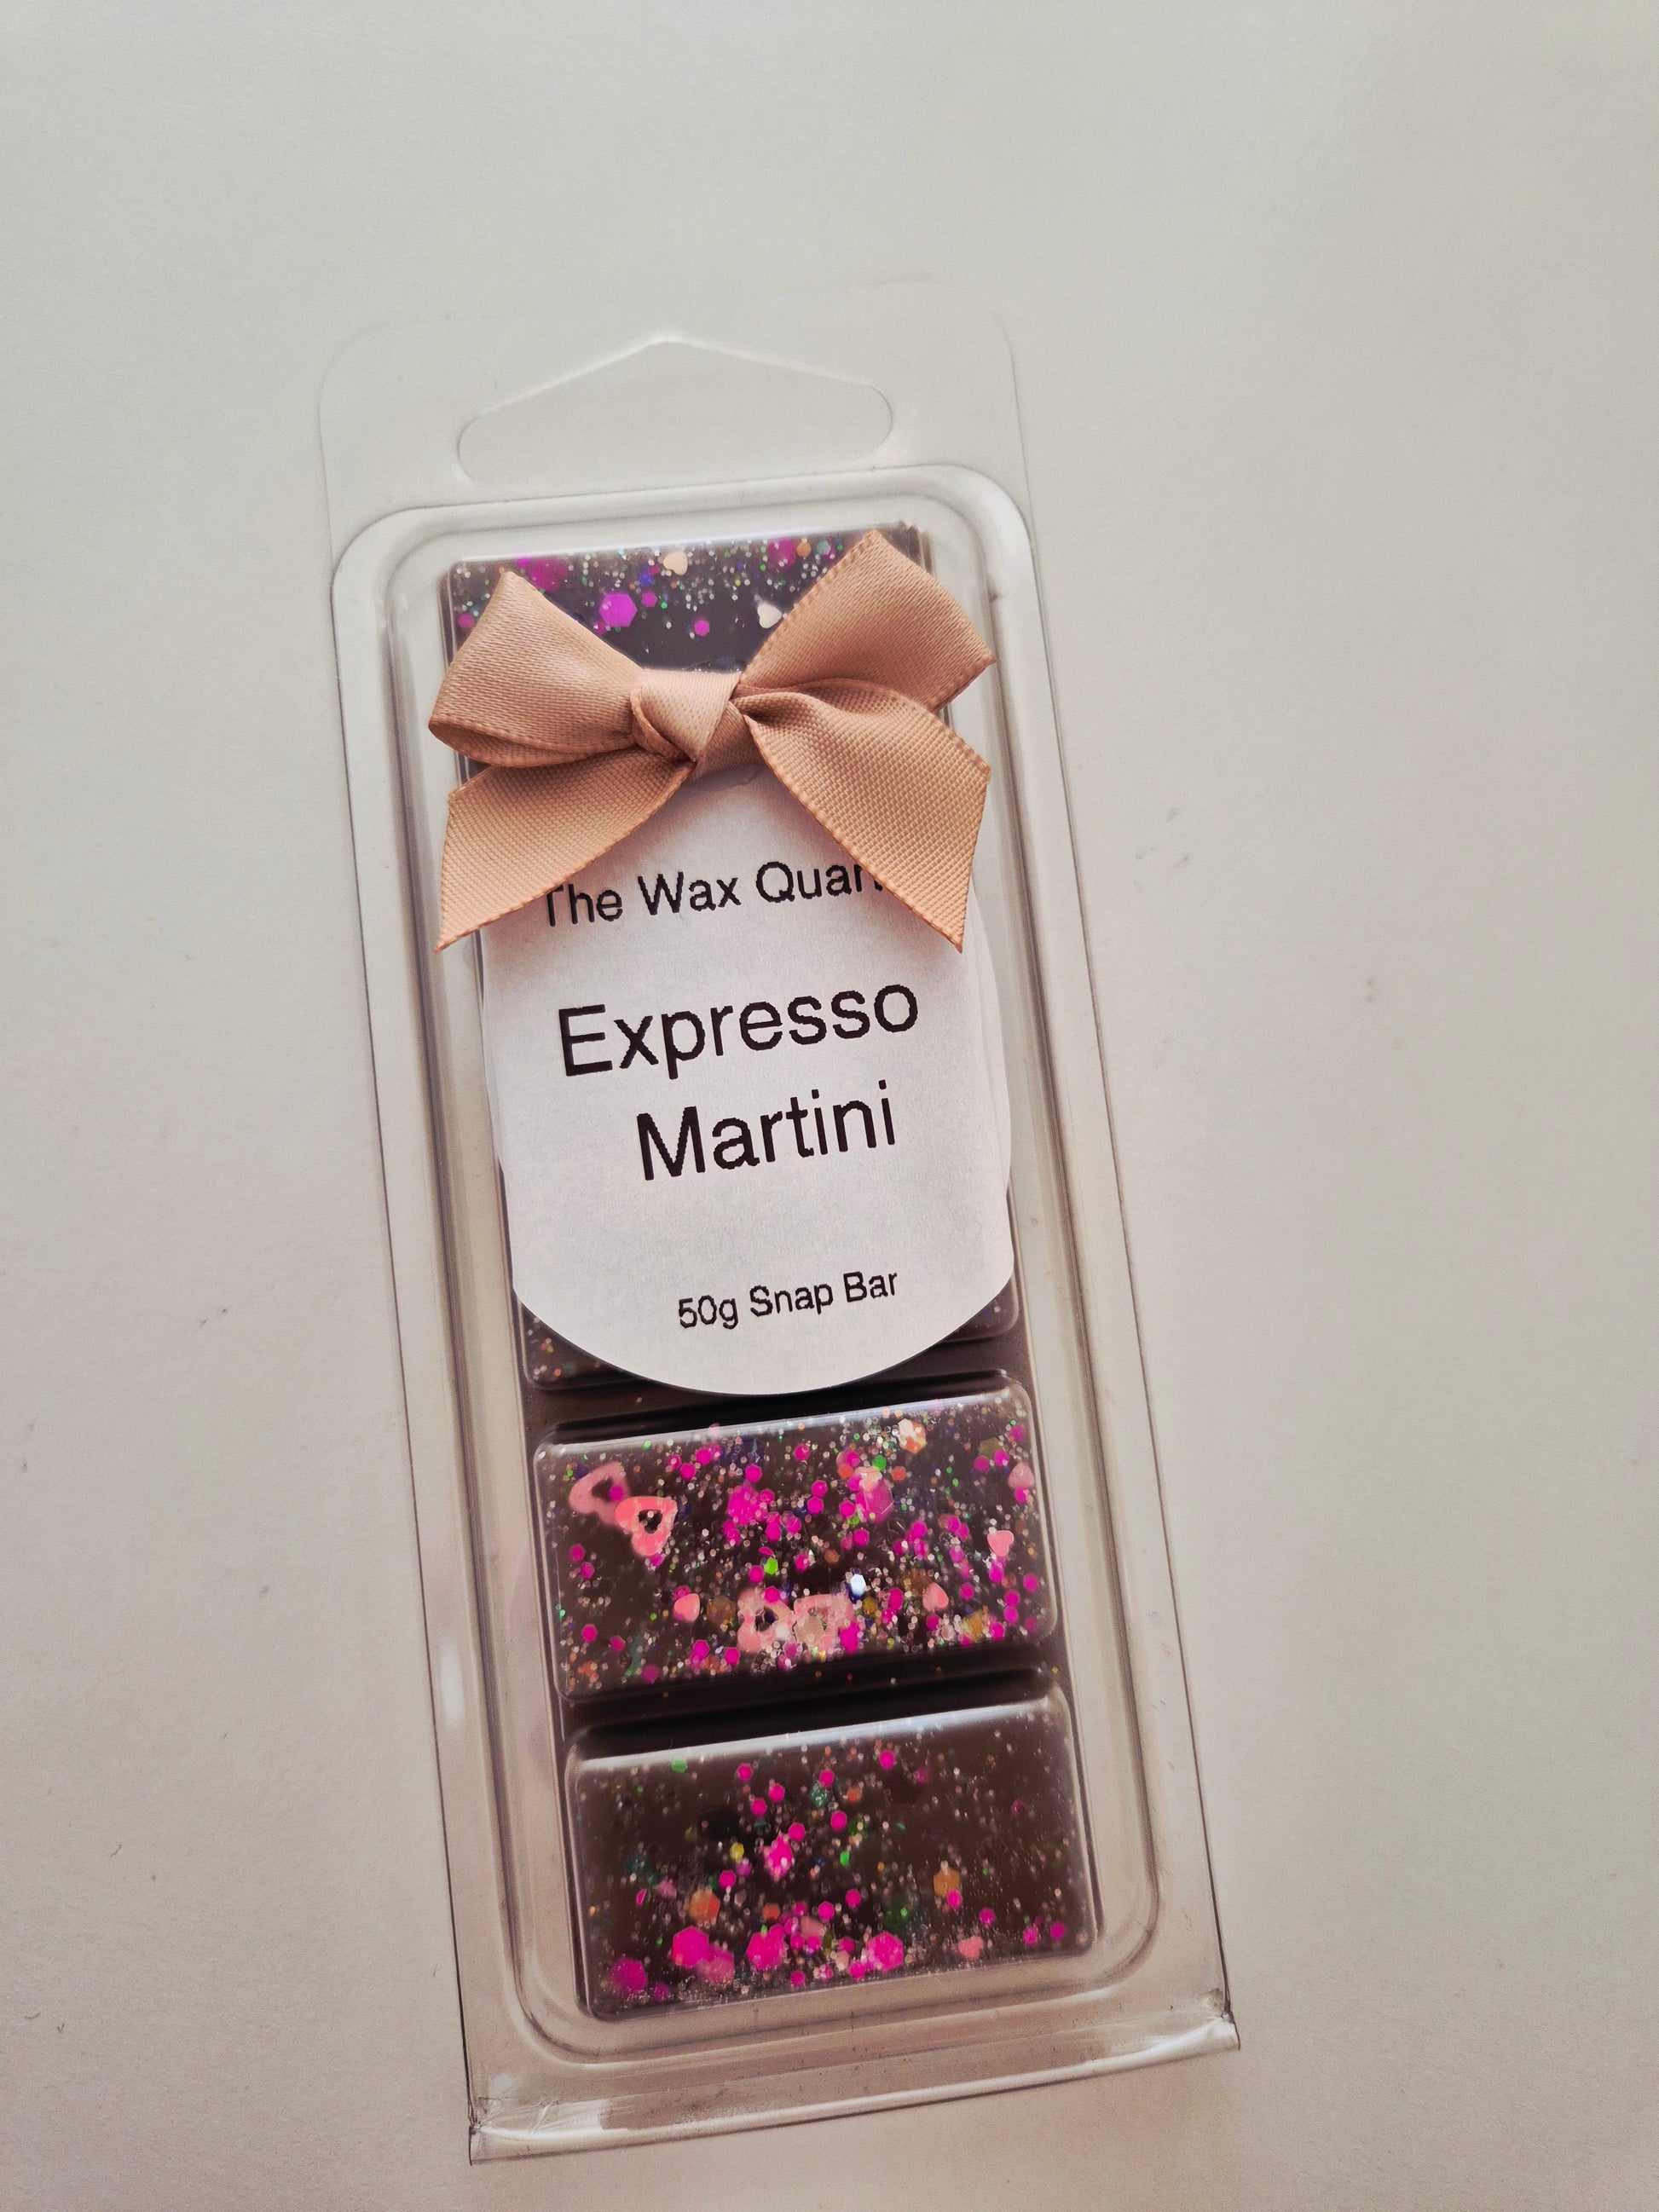 The Wax
Expresso
Martini
50g Snap Bar